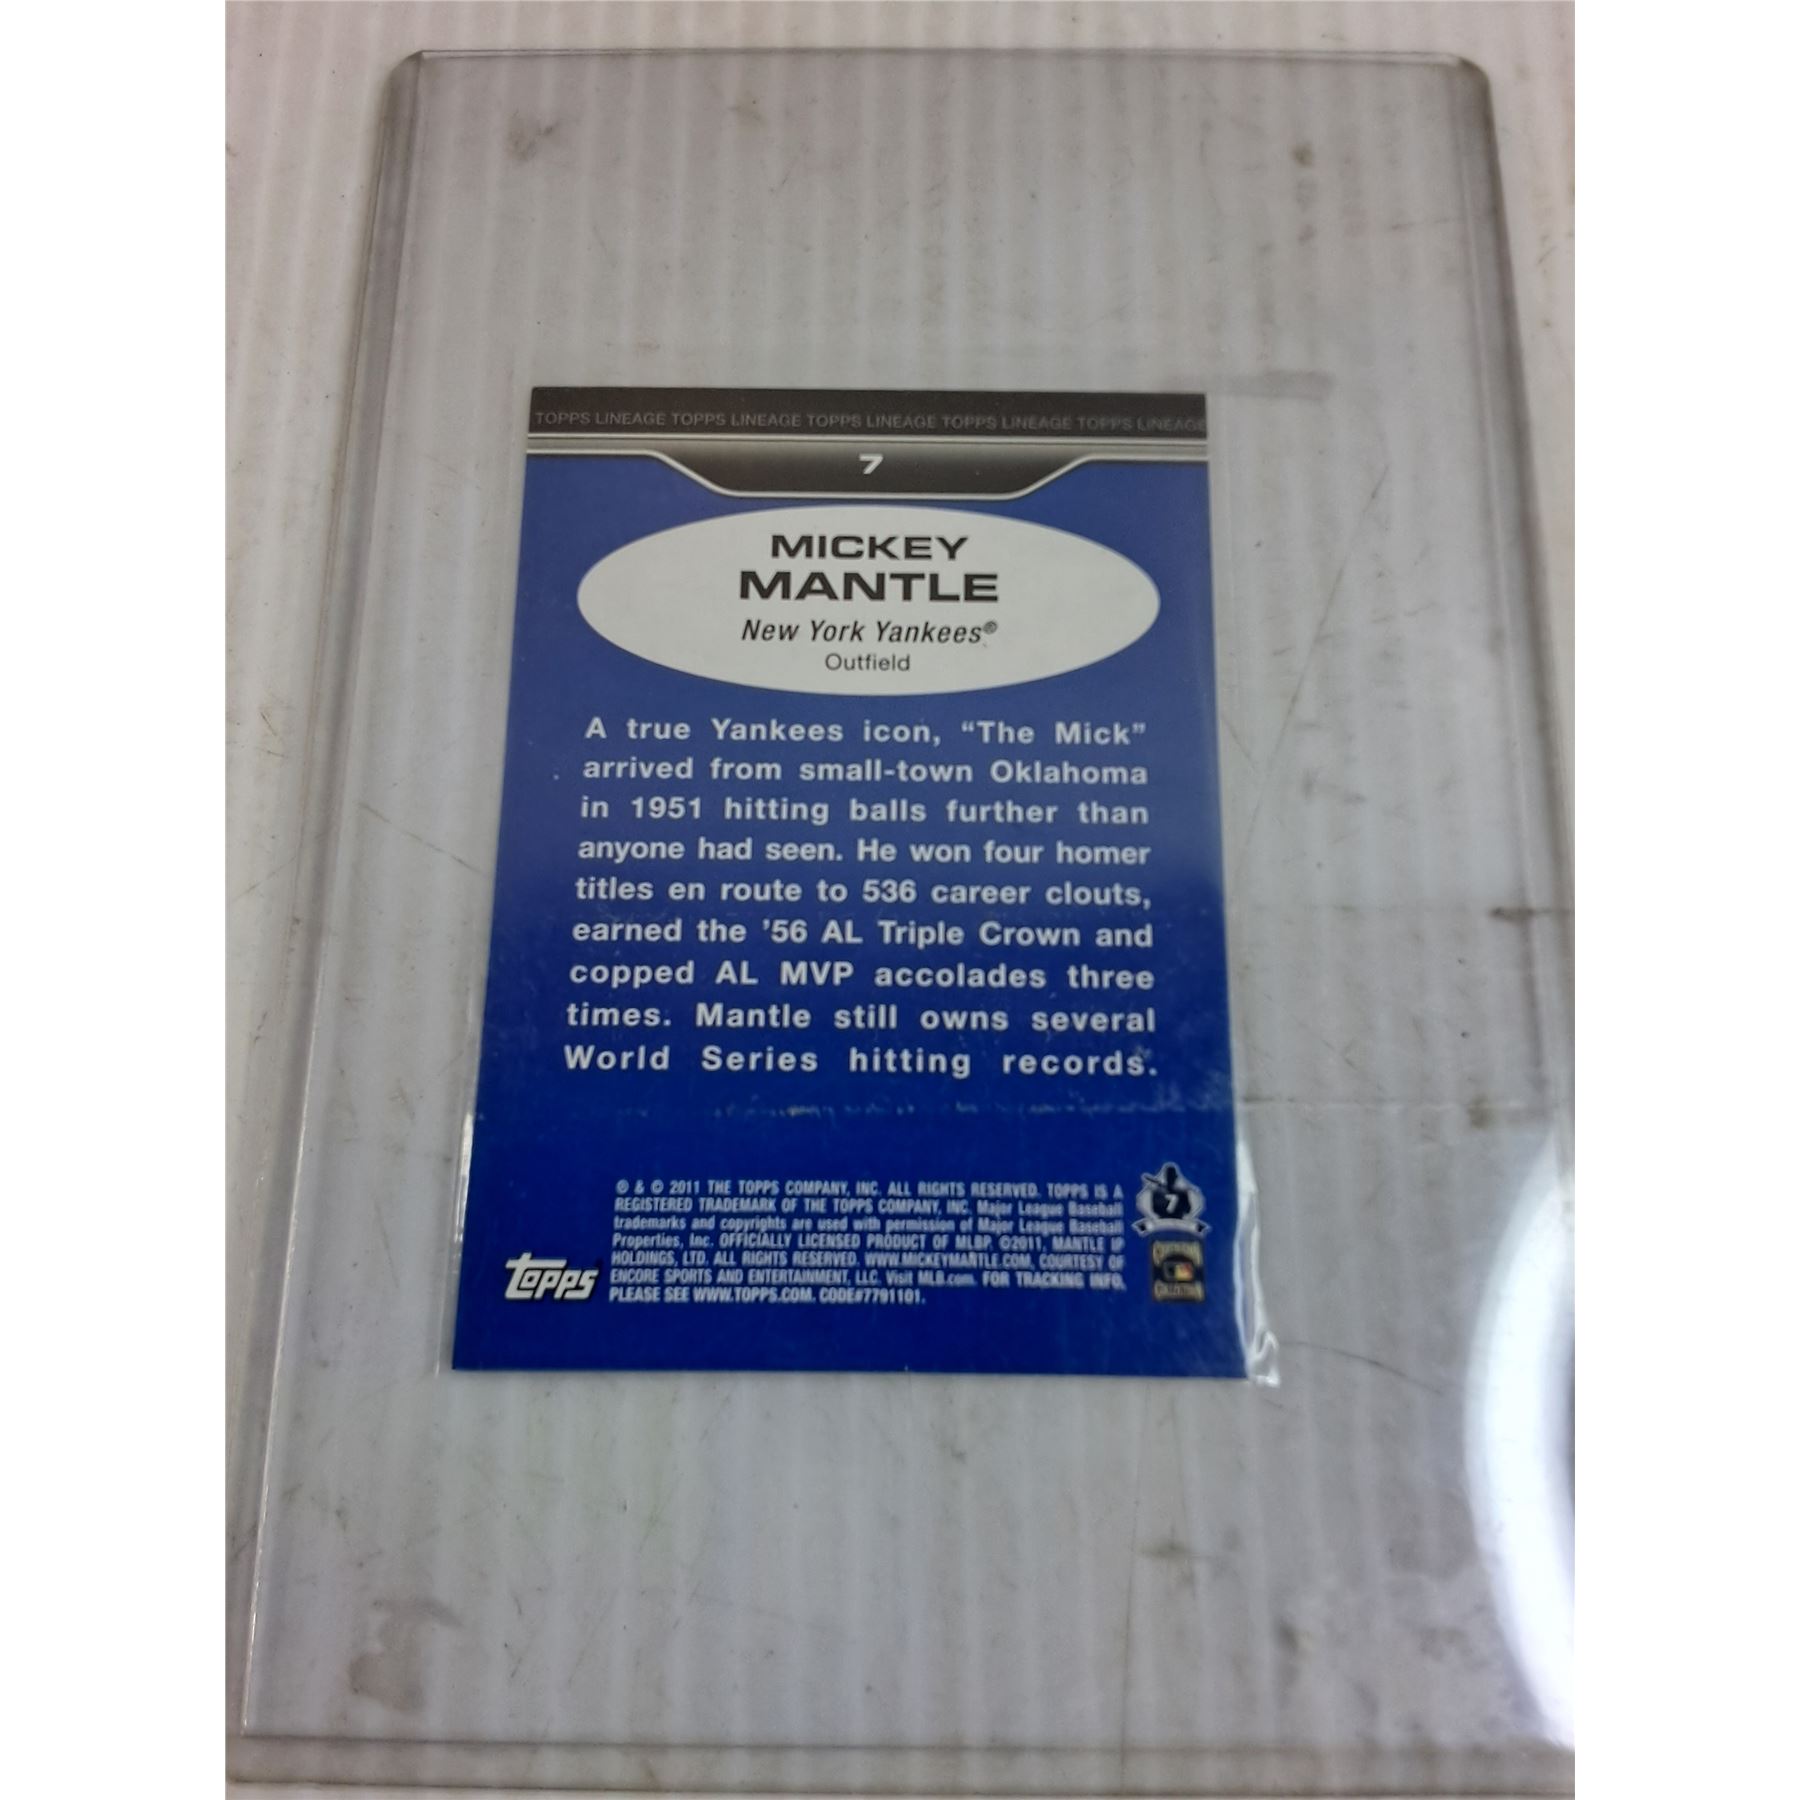 TOPPS LINEAGE TOPPS LINEAGE TOPPS LINEAGE TOPPS LINEAGE TOPPS LINEAGE
7
MICKEY
MANTLE
New York Yankees®
Outfield
A true Yankees icon, “The Mick”
arrived from small-town Oklahoma
in 1951 hitting balls further than
anyone had seen. He won four homer
titles en route to 536 career clouts,
earned the ’56 AL Triple Crown and
copped AL MVP accolades three
times. Mantle still owns several
World Series hitting records.
® & © 2011 THE TOPPS COMPANY, INC. ALL RIGHTS RESERVED. TOPPS IS A
REGISTERED TRADEMARK OF THE TOPPS COMPANY, INC. Major League Baseball
trademarks and copyrights are used with permission of Major League Baseball
Properties, Inc. OFFICIALLY LICENSED PRODUCT OF MLBP. ©2011, MANTLE IP
HOLDINGS, LTD. ALL RIGHTS RESERVED. WWW.MICKEYMANTLE.COM, COURTESY OF
ENCORE SPORTS AND ENTERTAINMENT, LLC. Visit MLB.com. FOR TRACKING INFO,
PLEASE SEE WWW.TOPPS.COM. CODE#7791101.
topps
7